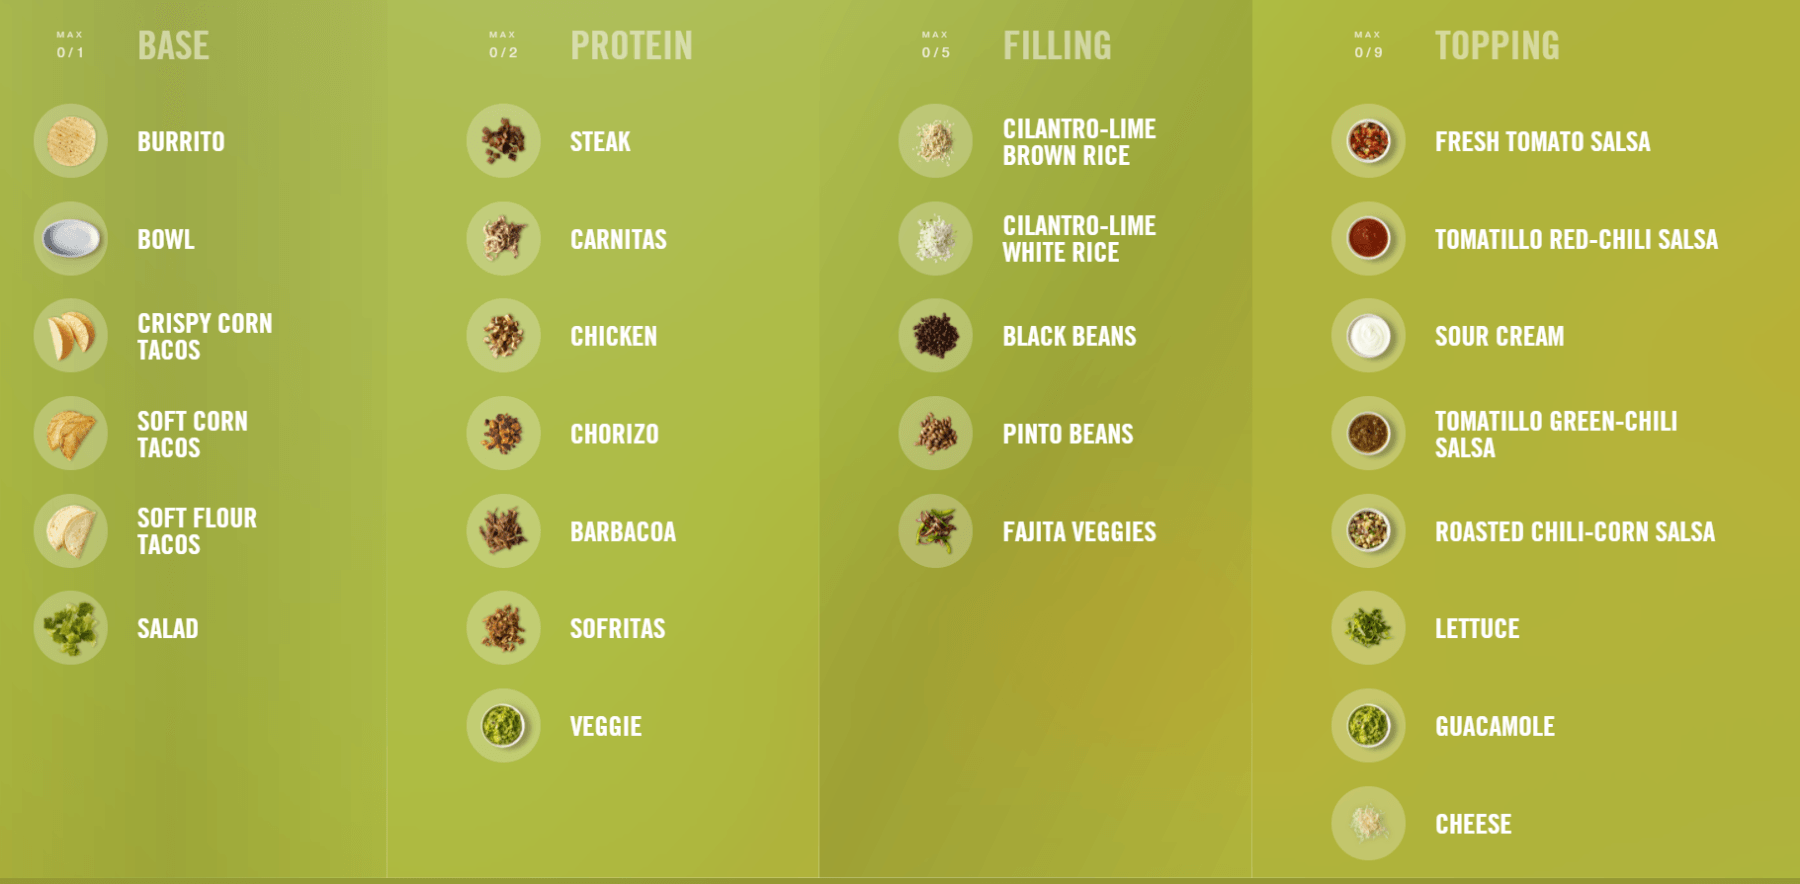 MAX
0/1
BASE
BURRITO
BOWL
CRISPY CORN
TACOS
SOFT CORN
TACOS
SOFT FLOUR
TACOS
SALAD
MAX
0/2
PROTEIN
STEAK
CARNITAS
CHICKEN
CHORIZO
BARBACOA
SOFRITAS
VEGGIE
MAX
0/5
FILLING
CILANTRO-LIME
BROWN RICE
CILANTRO-LIME
WHITE RICE
BLACK BEANS
PINTO BEANS
FAJITA VEGGIES
MAX
0/9
TOPPING
FRESH TOMATO SALSA
TOMATILLO RED-CHILI SALSA
SOUR CREAM
TOMATILLO GREEN-CHILI
SALSA
ROASTED CHILI-CORN SALSA
LETTUCE
GUACAMOLE
CHEESE